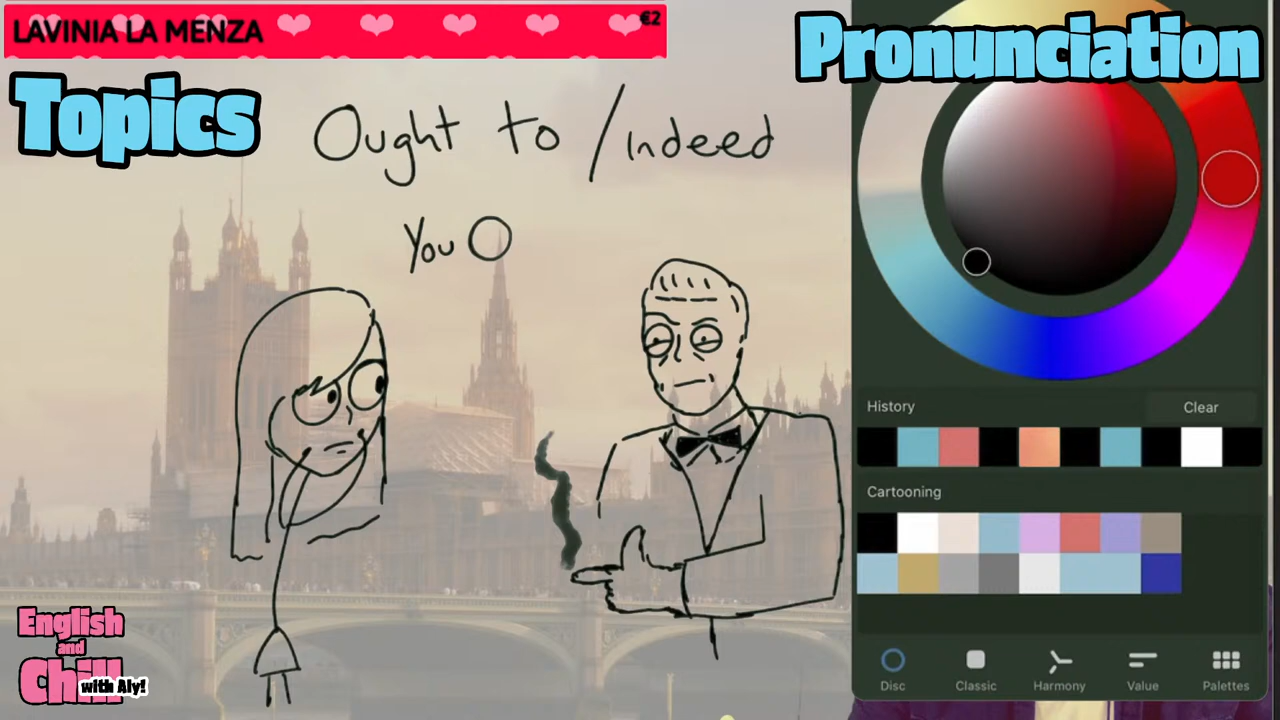 LAVINIA LA MENZA
€2
Topics
Pronunciation
Ought to / indeed
You O
History
Clear
Cartooning
English
and
Chill
with Aly!
Disc
Classic
Harmony
Value
Palettes